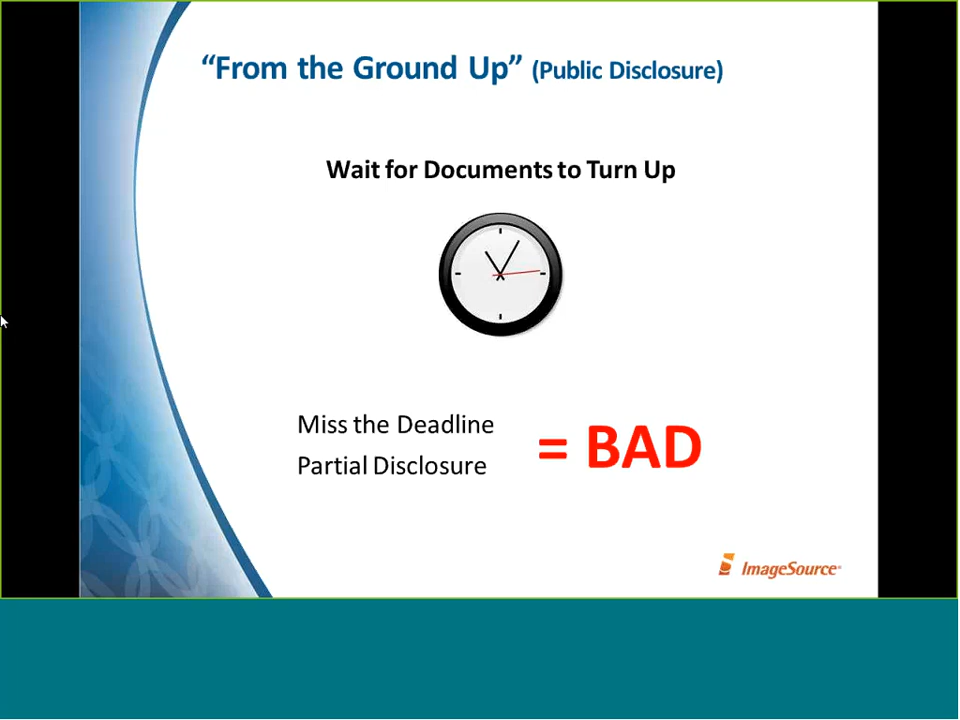 “From the Ground Up” (Public Disclosure)
Wait for Documents to Turn Up
Miss the Deadline
Partial Disclosure
= BAD
ImageSource